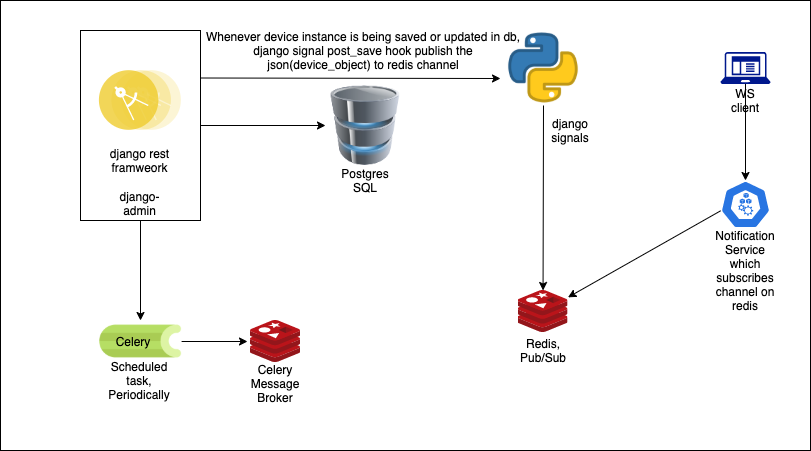 Whenever device instance is being saved or updated in db,
django signal post_save hook publish the
json(device_object) to redis channel
django rest
framweork
django-
admin
Postgres
SQL
django
signals
WS
client
Notification
Service
which
subscribes
channel on
redis
Redis,
Pub/Sub
Celery
Scheduled
task,
Periodically
Celery
Message
Broker